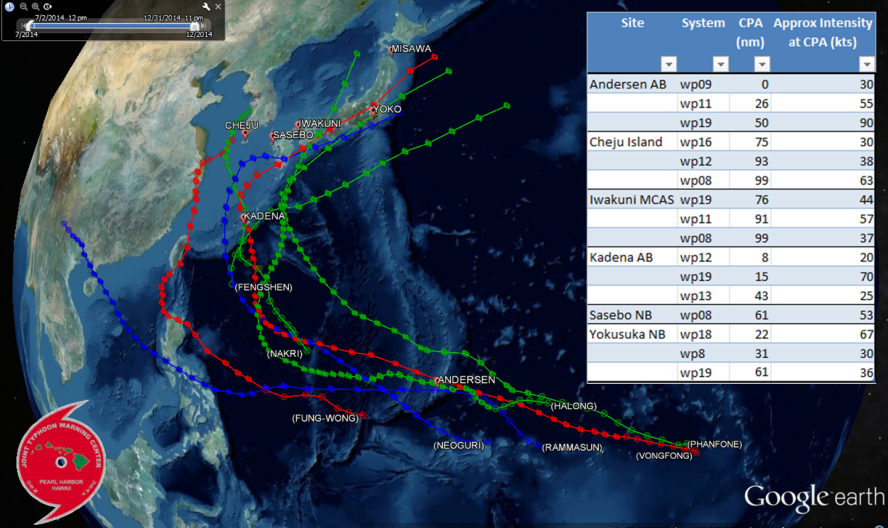 7/2/2014 12 pm 12/31/2014 11 pm
7/2014 12/2014
Site System CPA (nm) Approx Intensity at CPA (kts)
Andersen AB wp09 0 30
wp11 26 55
wp19 50 90
Cheju Island wp16 75 30
wp12 93 38
wp08 99 63
Iwakuni MCAS wp19 76 44
wp11 91 57
wp08 99 37
Kadena AB wp12 8 20
wp19 15 70
wp13 43 25
Sasebo NB wp08 61 53
Yokusuka NB wp18 22 67
wp8 31 30
wp19 61 36
MISAWA
YOKO
CHEJU
IWAKUNI
SASEBO
KADENA
(FENGSHEN)
(NAKRI)
ANDERSEN
(HALONG)
(FUNG-WONG)
(NEOGURI)
(RAMMASUN)
(PHANFONE)
(VONGFONG)
JOINT TYPHOON WARNING CENTER
PEARL HARBOR
HAWAII
Google earth